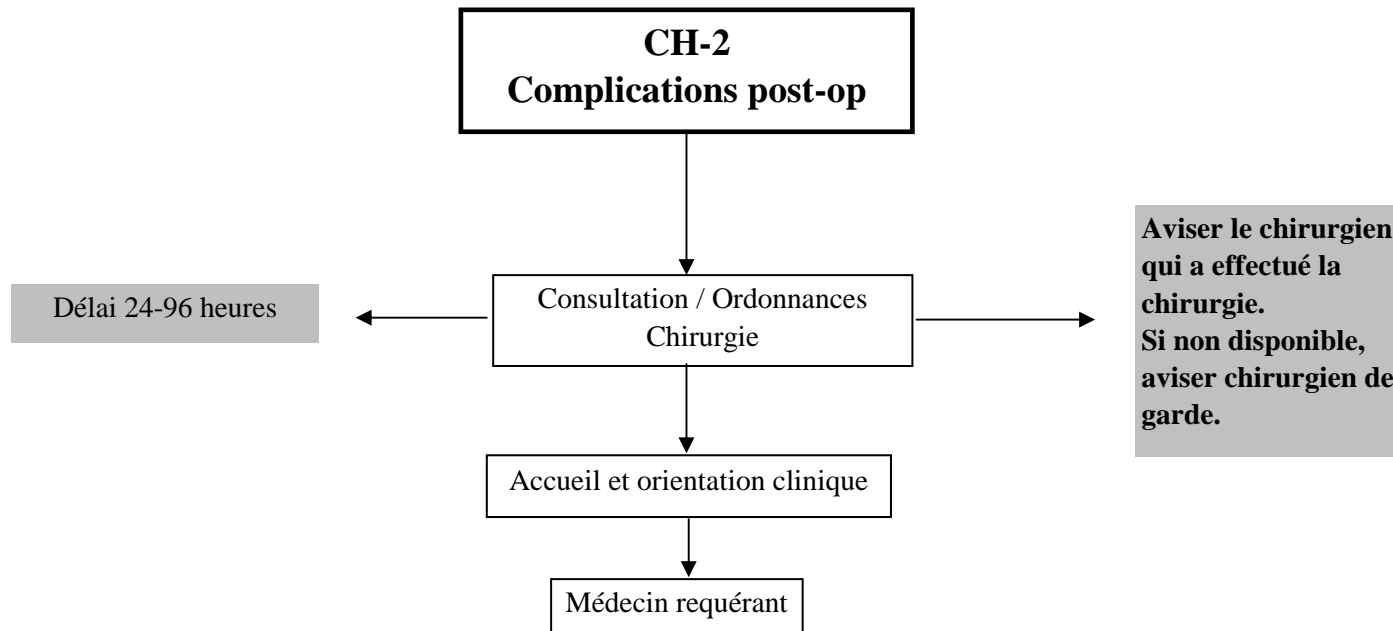 CH-2
Complications post-op
Délai 24-96 heures
Consultation / Ordonnances
Chirurgie
Aviser le chirurgien
qui a effectué la
chirurgie.
Si non disponible,
aviser chirurgien de
garde.
Accueil et orientation clinique
Médecin requérant